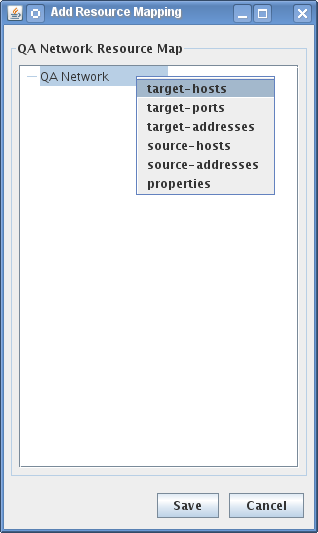 Add Resource Mapping
QA Network Resource Map
QA Network
target-hosts
target-ports
target-addresses
source-hosts
source-addresses
properties
Save
Cancel